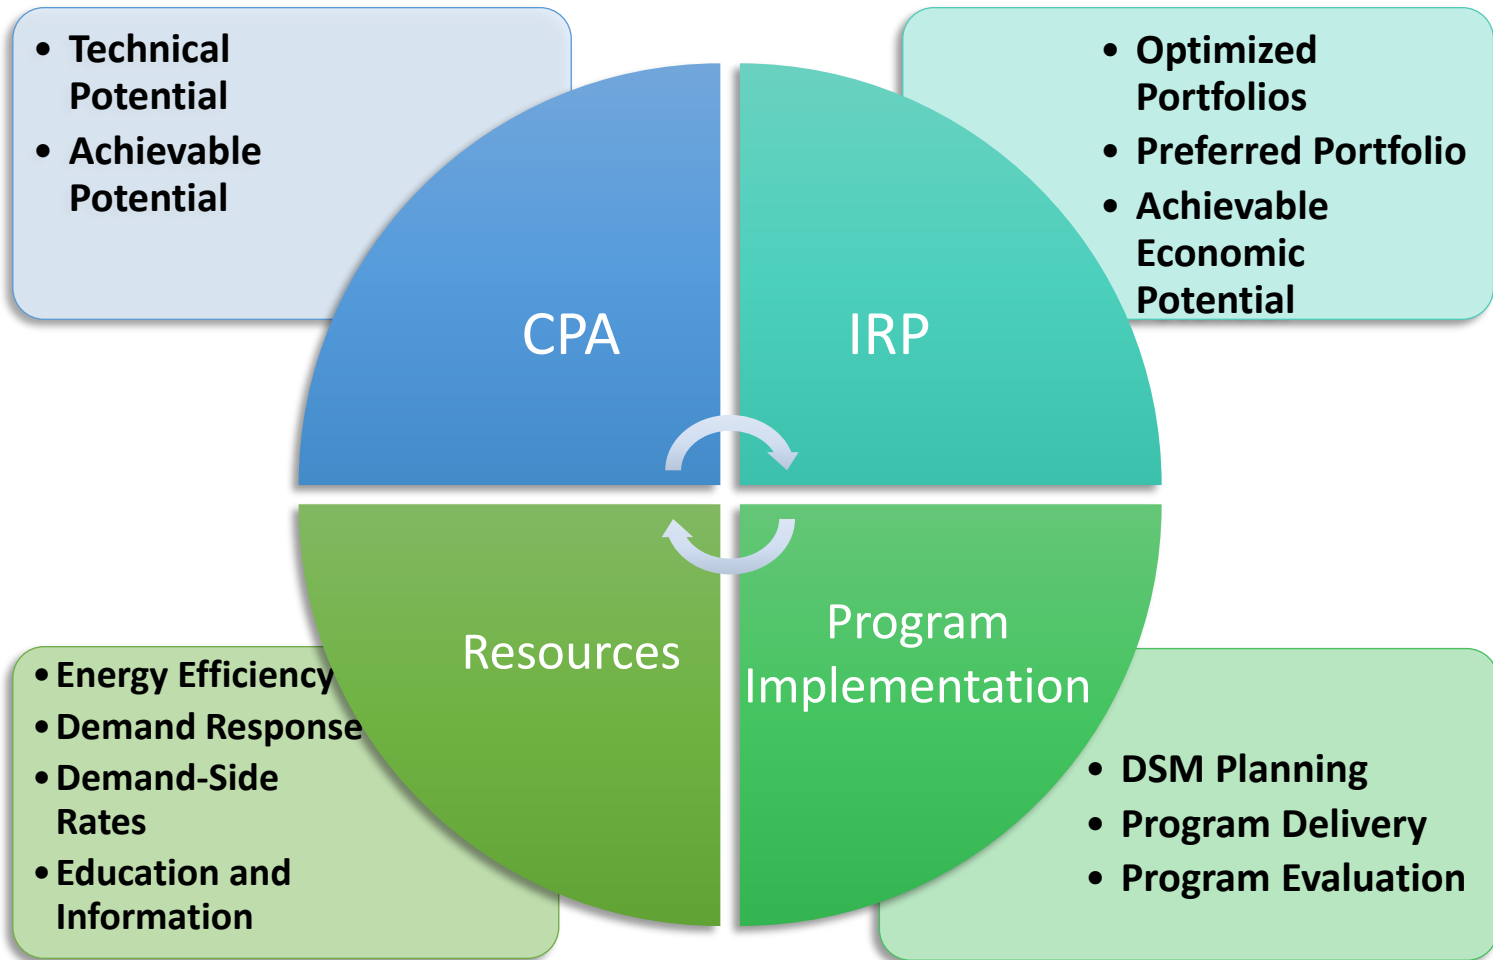 • Technical
Potential
• Achievable
Potential
CPA
• Optimized
Portfolios
• Preferred Portfolio
• Achievable
Economic
Potential
IRP
Resources
• Energy Efficiency
• Demand Response
• Demand-Side
Rates
• Education and
Information
Program
Implementation
• DSM Planning
• Program Delivery
• Program Evaluation